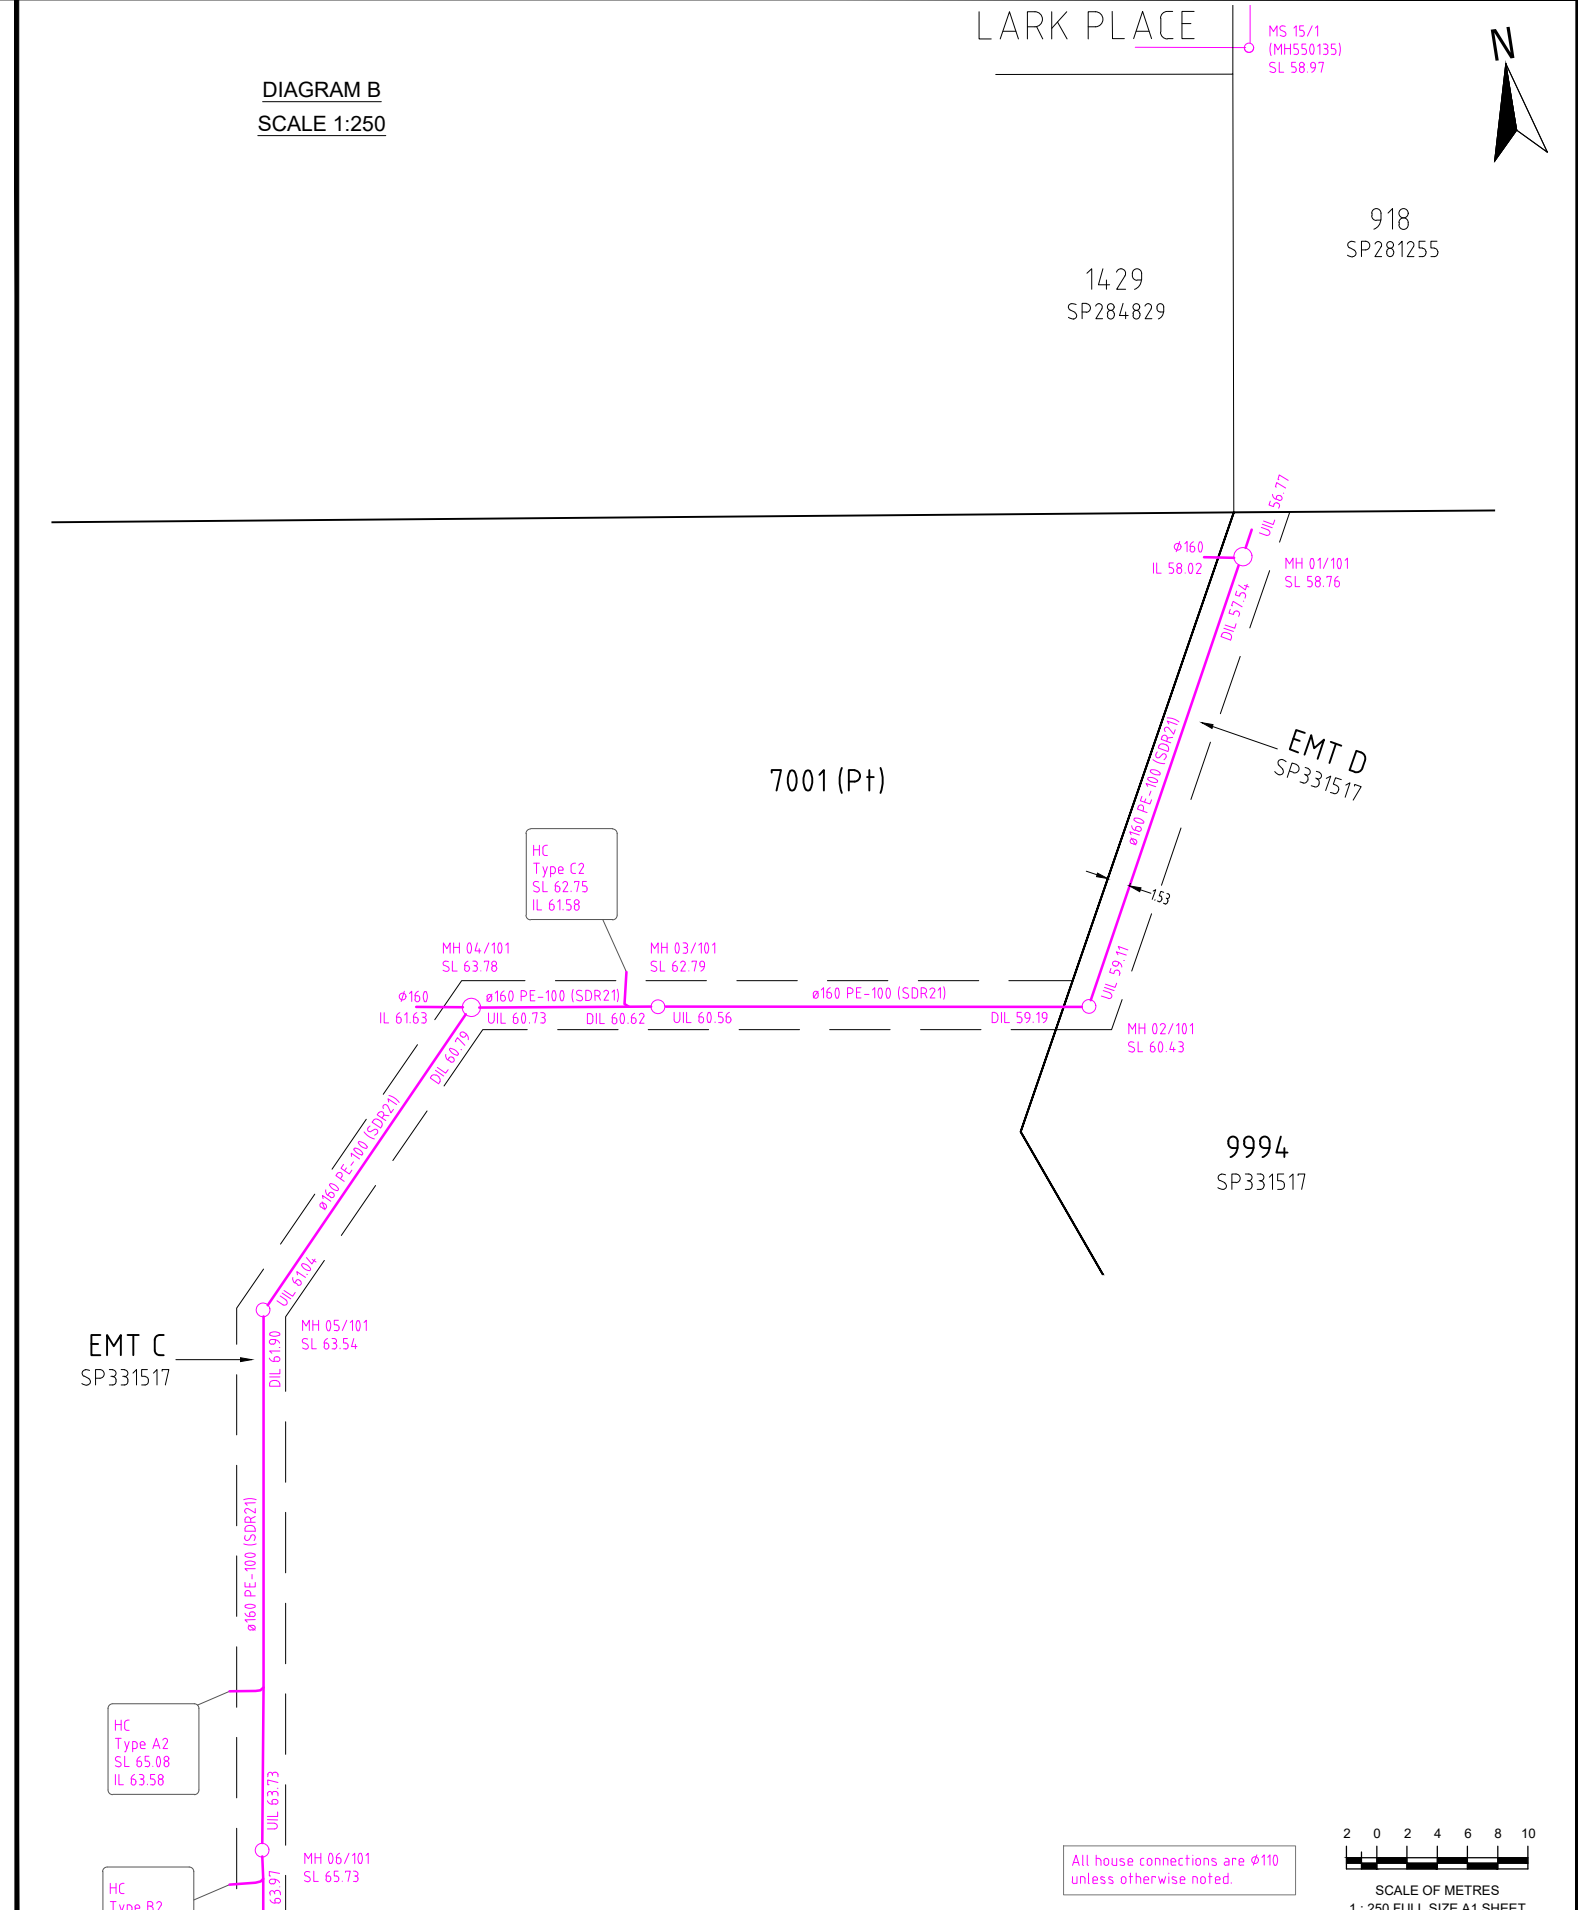 LARK PLACE
MS 15/1
(MH550135)
SL 58.97
N
DIAGRAM B
SCALE 1:250
918
SP281255
1429
SP284829
UIL 56.77
ø160
IL 58.02
MH 01/101
SL 58.76
DIL 57.54
ø160 PE-100 (SDR21)
EMT D
SP331517
7001 (Pt)
HC
Type C2
SL 62.75
IL 61.58
1.53
UIL 59.11
MH 04/101
SL 63.78
MH 03/101
SL 62.79
ø160
IL 61.63
ø160 PE-100 (SDR21)
UIL 60.73
DIL 60.62
UIL 60.56
ø160 PE-100 (SDR21)
DIL 59.19
MH 02/101
SL 60.43
DIL 60.79
ø160 PE-100 (SDR21)
9994
SP331517
UIL 61.04
MH 05/101
SL 63.54
EMT C
SP331517
DIL 61.90
ø160 PE-100 (SDR21)
HC
Type A2
SL 65.08
IL 63.58
UIL 63.73
MH 06/101
SL 65.73
63.97
HC
Type B2
All house connections are ø110
unless otherwise noted.
2 0 2 4 6 8 10
SCALE OF METRES
1 : 250 FULL SIZE A1 SHEET